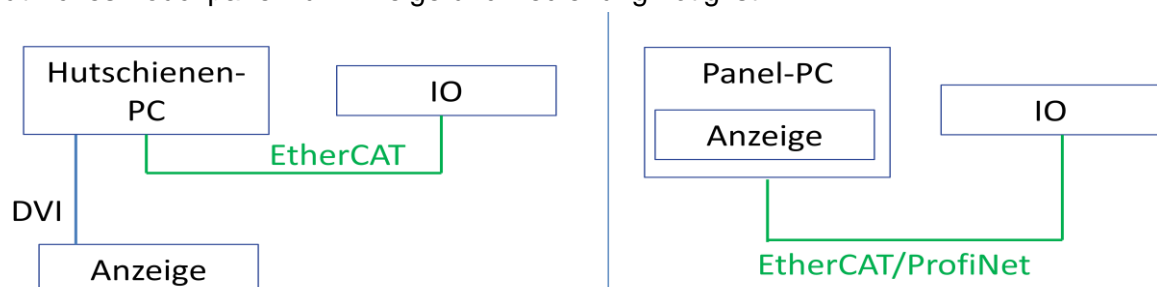 Hutschienen-
PC
IO
EtherCAT
DVI
Anzeige
Panel-PC
Anzeige
IO
EtherCAT/ProfiNet